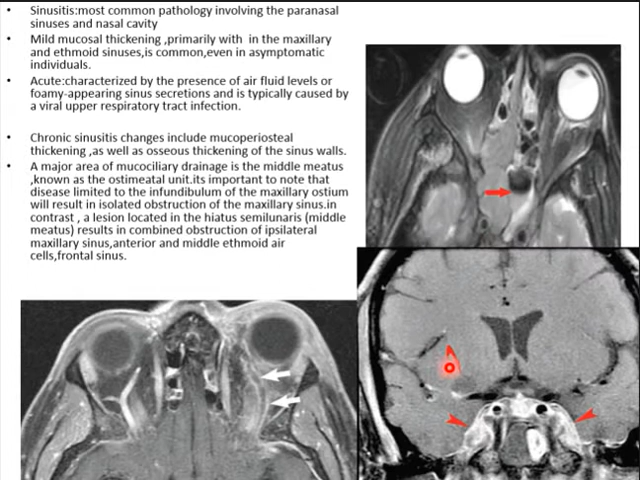 • Sinusitis:most common pathology involving the paranasal
sinuses and nasal cavity
• Mild mucosal thickening ,primarily with in the maxillary
and ethmoid sinuses,is common,even in asymptomatic
individuals.
• Acute:characterized by the presence of air fluid levels or
foamy-appearing sinus secretions and is typically caused by
a viral upper respiratory tract infection.
• Chronic sinusitis changes include mucoperiosteal
thickening ,as well as osseous thickening of the sinus walls.
• A major area of mucociliary drainage is the middle meatus
,known as the ostimeatal unit.its important to note that
disease limited to the infundibulum of the maxillary ostium
will result in isolated obstruction of the maxillary sinus.in
contrast , a lesion located in the hiatus semilunaris (middle
meatus) results in combined obstruction of ipsilateral
maxillary sinus,anterior and middle ethmoid air
cells,frontal sinus.